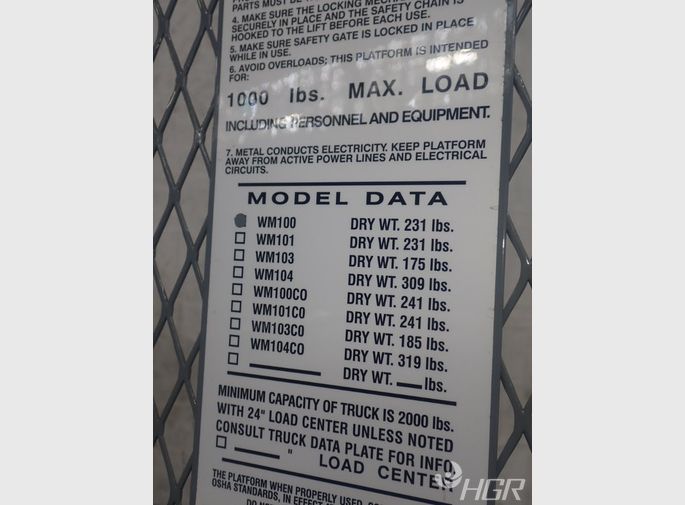 PARTS MUST BE
4. MAKE SURE THE LOCKING
SECURELY IN PLACE AND THE SAFETY CHAIN IS
HOOKED TO THE LIFT BEFORE EACH USE.
5. MAKE SURE SAFETY GATE IS LOCKED IN PLACE
WHILE IN USE.
6. AVOID OVERLOADS; THIS PLATFORM IS INTENDED
FOR:
1000 lbs. MAX. LOAD
INCLUDING PERSONNEL AND EQUIPMENT.
7. METAL CONDUCTS ELECTRICITY. KEEP PLATFORM
AWAY FROM ACTIVE POWER LINES AND ELECTRICAL
CIRCUITS.
MODEL DATA
WM100 DRY WT. 231 lbs.
WM101 DRY WT. 231 lbs.
WM103 DRY WT. 175 lbs.
WM104 DRY WT. 309 lbs.
WM100CO DRY WT. 241 lbs.
WM101CO DRY WT. 241 lbs.
WM103CO DRY WT. 185 lbs.
WM104CO DRY WT. 319 lbs.
DRY WT. ___ lbs.
MINIMUM CAPACITY OF TRUCK IS 2000 lbs.
WITH 24" LOAD CENTER UNLESS NOTED
CONSULT TRUCK DATA PLATE FOR INFO.
___ " LOAD CENTER
THE PLATFORM WHEN PROPERLY USED,
OSHA STANDARDS, IN EFFECT
HGR